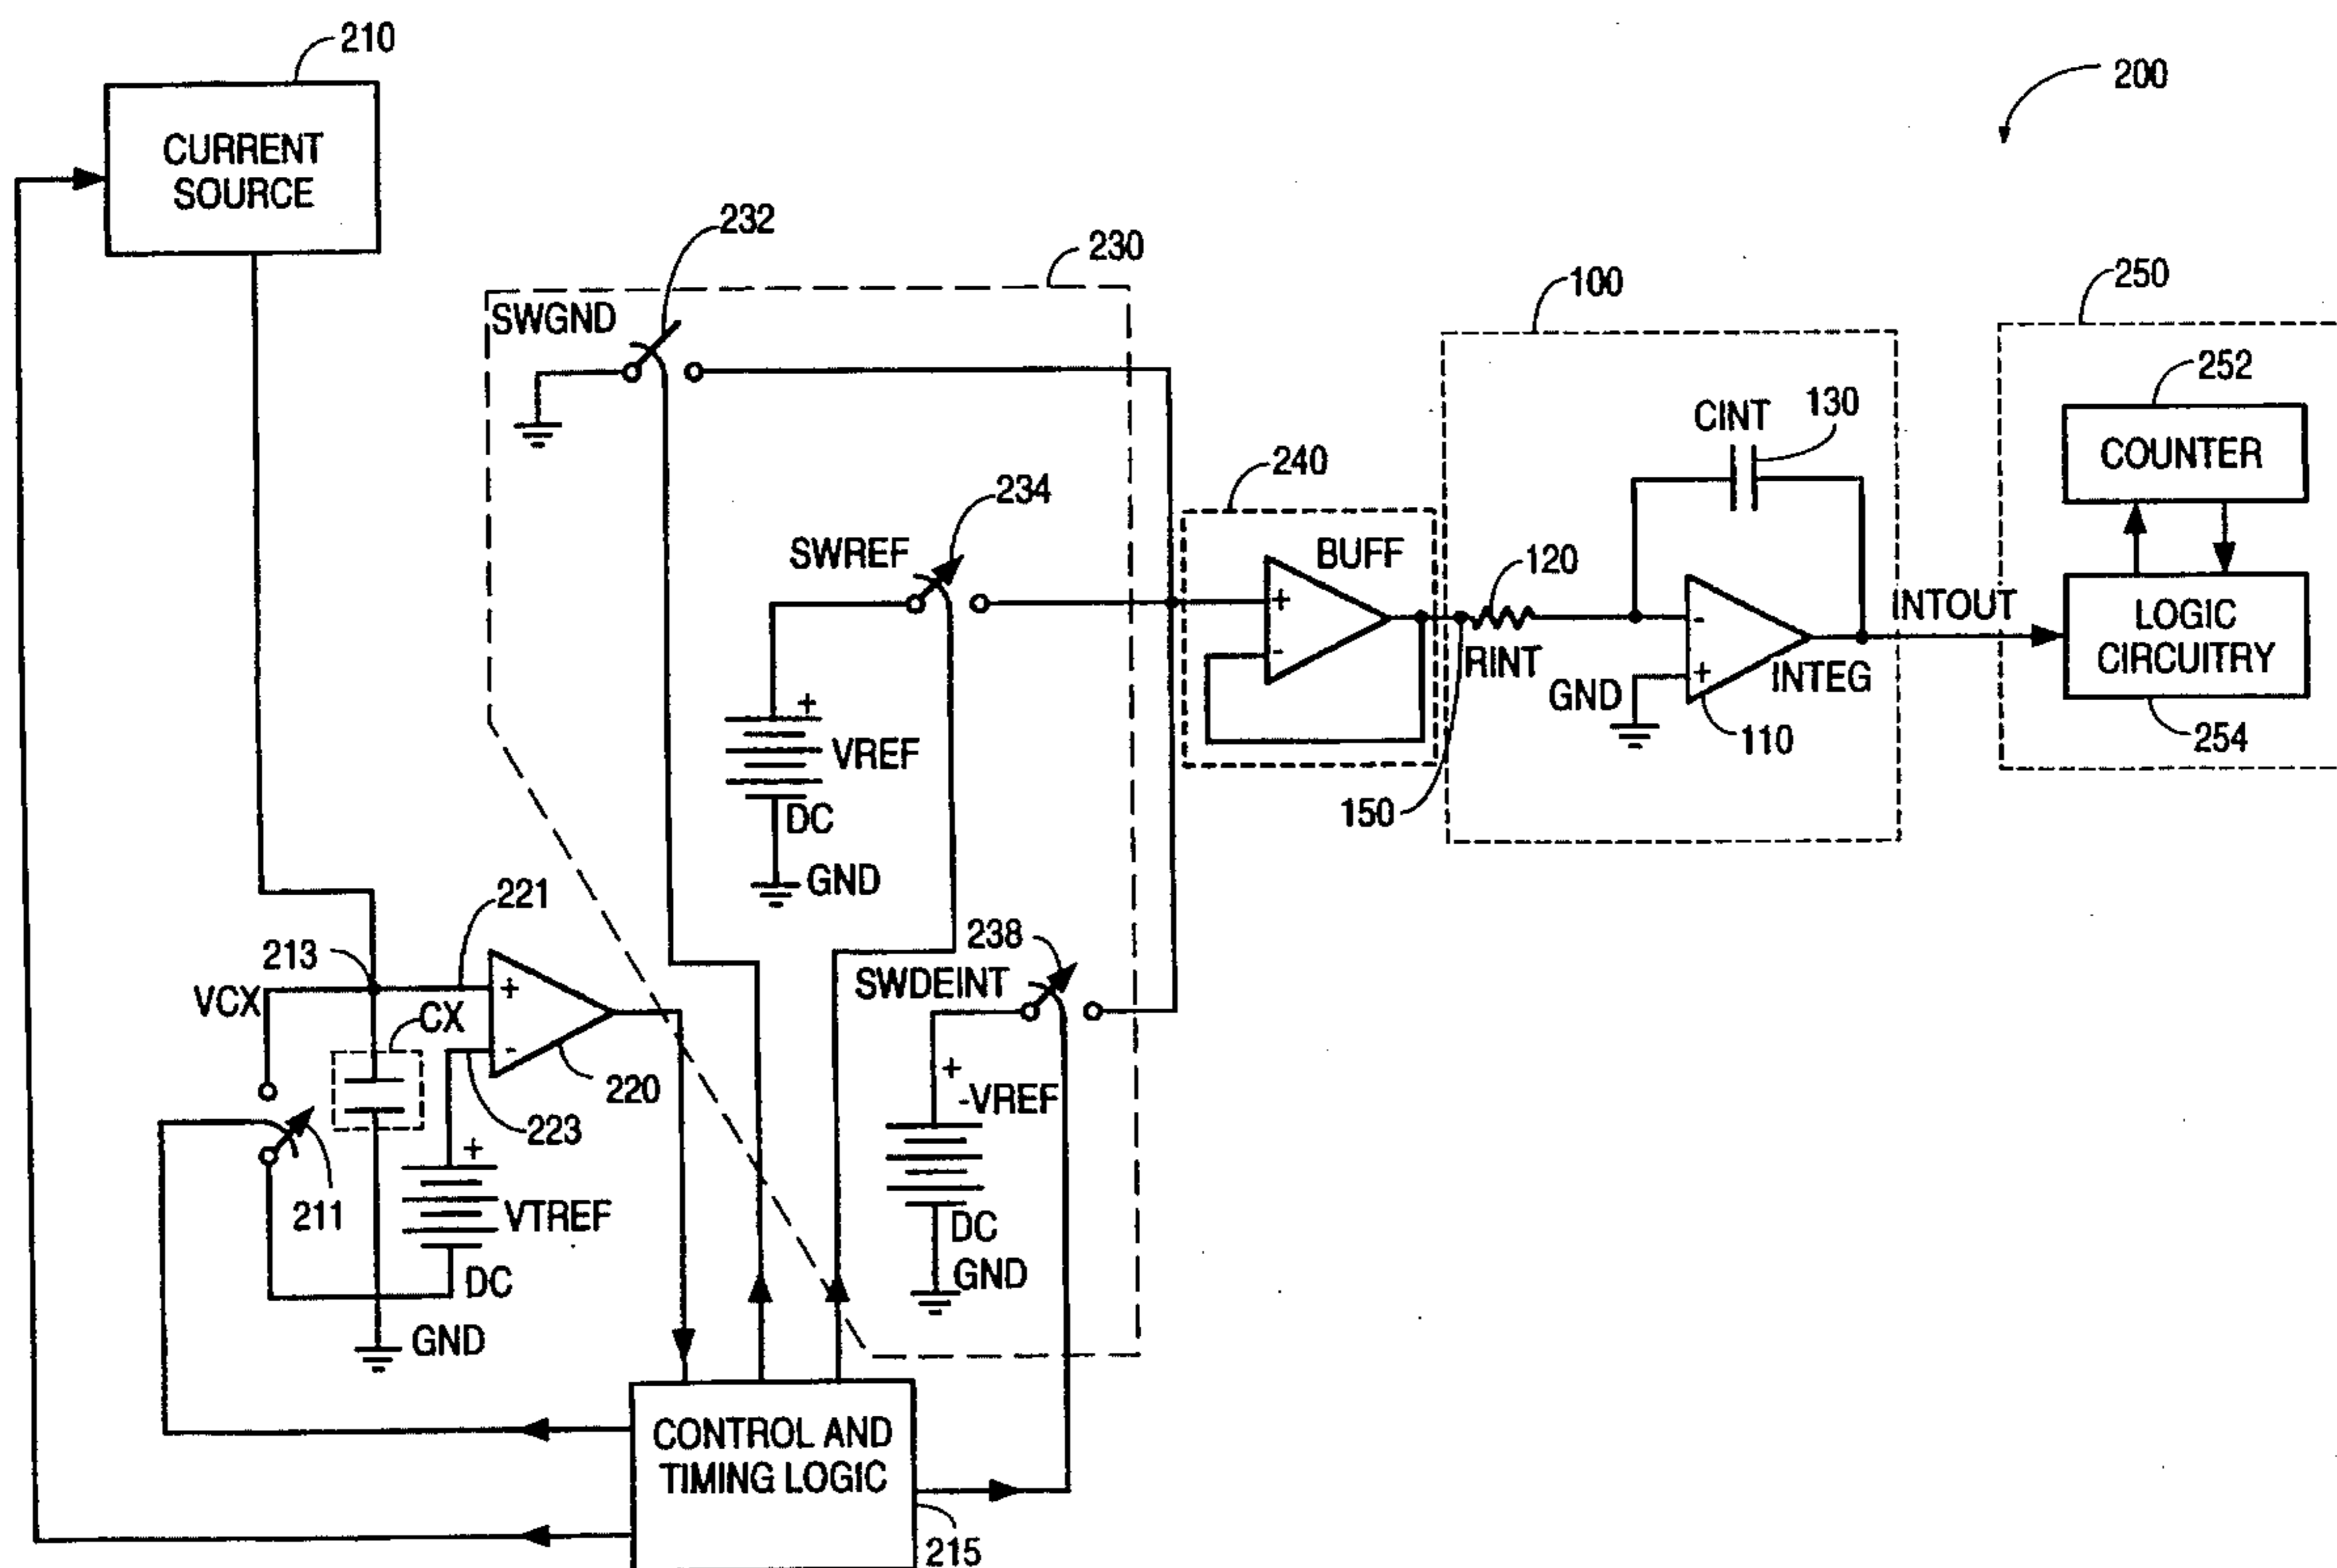 210
200
CURRENT
SOURCE
232
230
SWGND
100
250
252
COUNTER
CINT
130
240
234
SWREF
BUFF
120
RINT
INTOUT
LOGIC
CIRCUITRY
254
-
+
GND
INTEG
110
150
+
-
+
VREF
DC
GND
221
213
VCX
CX
+
-
220
223
238
SWDEINT
+
-VREF
DC
GND
211
+
VTREF
DC
GND
CONTROL AND
TIMING LOGIC
215